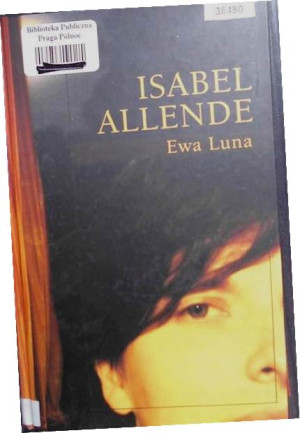 Biblioteka Publiczna
Praga Północ
36480
ISABEL
ALLENDE
Ewa Luna